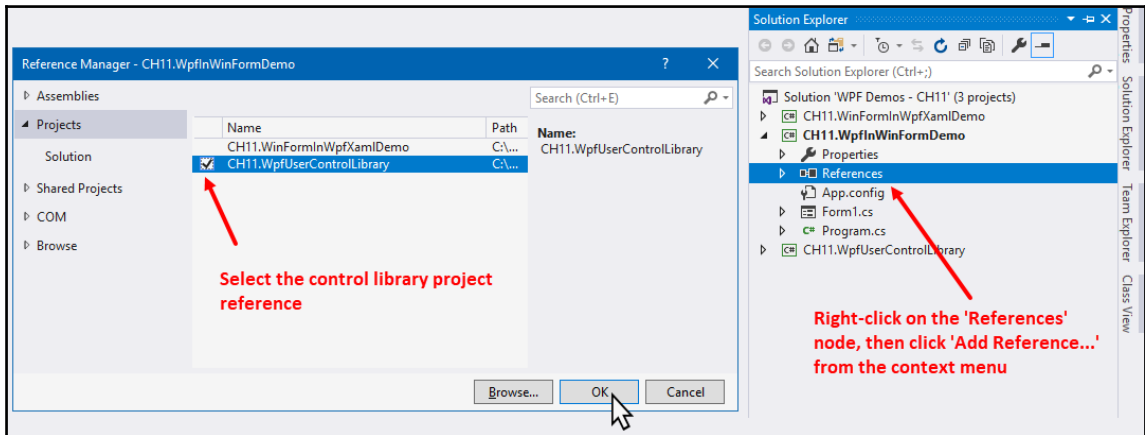 Reference Manager - CH11.WpfInWinFormDemo
?
Assemblies
Projects
Solution
Shared Projects
COM
Browse
Search (Ctrl+E)
Name Path
CH11.WinFormInWpfXamlDemo C:\...
CH11.WpfUserControlLibrary C:\...
Name:
CH11.WpfUserControlLibrary
Select the control library project
reference
Browse... OK Cancel
Solution Explorer
Search Solution Explorer (Ctrl+;)
Solution 'WPF Demos - CH11' (3 projects)
C# CH11.WinFormInWpfXamlDemo
C# CH11.WpfInWinFormDemo
Properties
References
App.config
Form1.cs
C# Program.cs
C# CH11.WpfUserControlLibrary
Right-click on the 'References'
node, then click 'Add Reference...'
from the context menu
Properties
Solution Explorer
Team Explorer
Class View